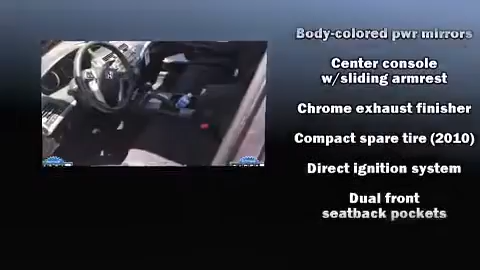 Body-colored pwr mirrors
Center console
w/sliding armrest
Chrome exhaust finisher
Compact spare tire (2010)
Direct ignition system
Dual front
seatback pockets